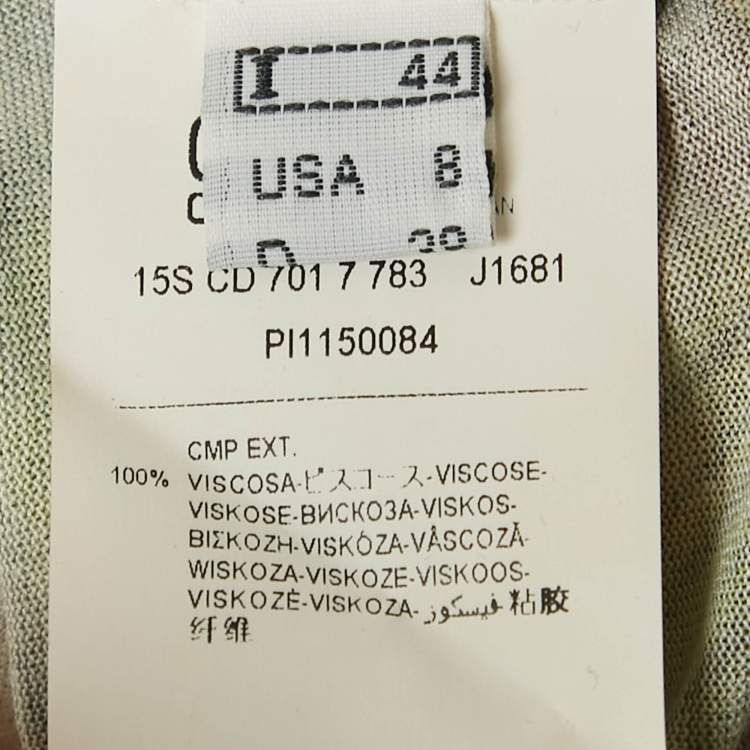 I 44
USA 8
D 38
15S CD 701 7 783 J1681
PI1150084
CMP EXT.
100% VISCOSA-ビスコース-VISCOSE-
VISKOSE-ВИСКОЗА-VISKOS-
ΒΙΣΚΟΖΗ-VISKÓZA-VÂSCOZĂ-
WISKOZA-VISKOZE-VISKOOS-
VISKOZĖ-VISKOZA-فيسكوز 粘胶
纤维